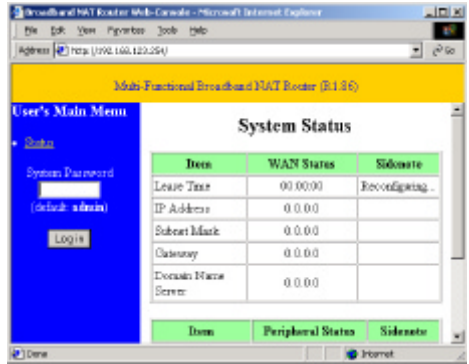 Broadband NAT Router Web-Console - Microsoft Internet Explorer
File Edit View Favorites Tools Help
Address http://192.168.123.254/ Go
Multi-Functional Broadband NAT Router (R1.86)
User's Main Menu
Status
System Password
(default: admin)
Log in
System Status
Item WAN Status Sidenote
Lease Time 00:00:00 Reconfiguring...
IP Address 0.0.0.0
Subnet Mask 0.0.0.0
Gateway 0.0.0.0
Domain Name Server 0.0.0.0
Item Peripheral Status Sidenote
Done Internet